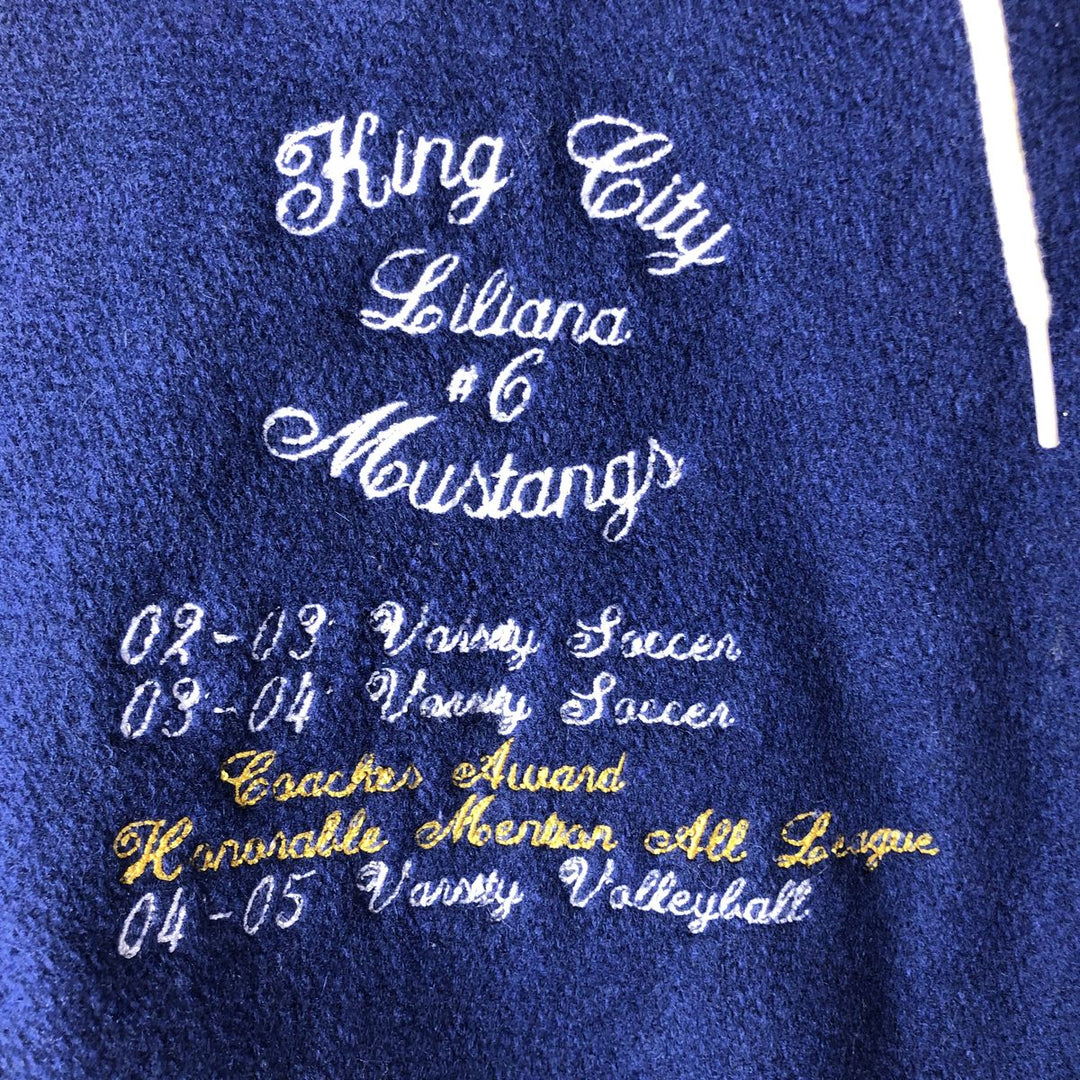 King City
Liliana
#6
Mustangs
02-03 Varsity Soccer
03-04 Varsity Soccer
Coaches Award
Honorable Mention All League
04-05 Varsity Volleyball